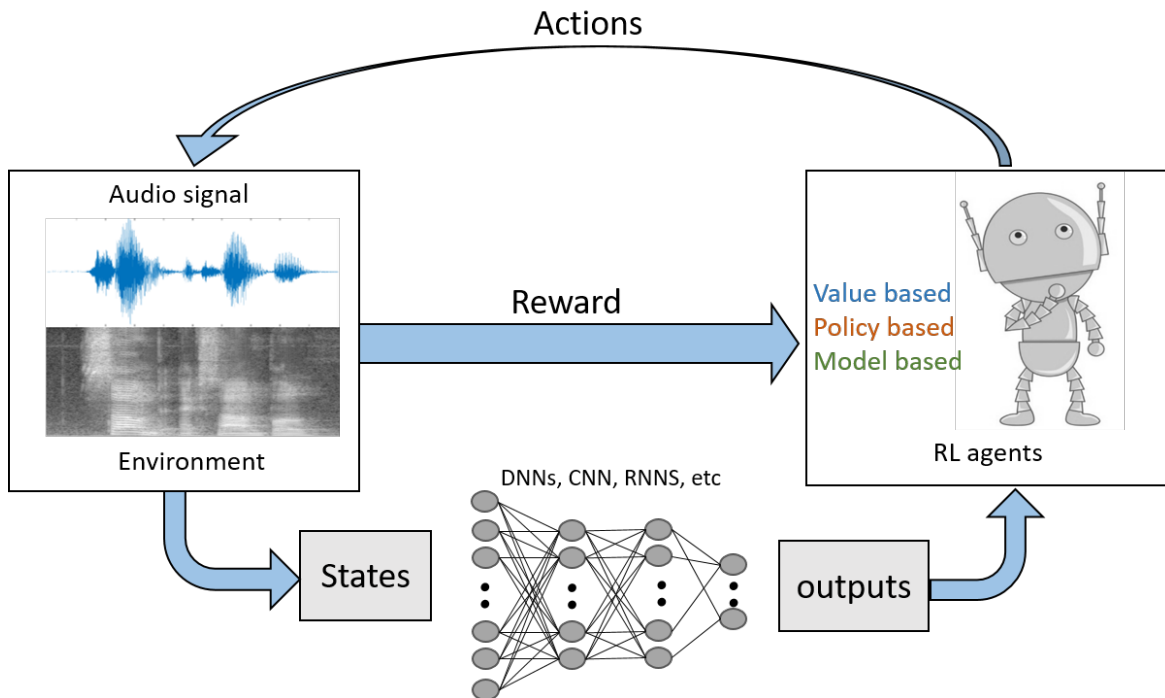 Actions
Audio signal
Environment
Reward
Value based
Policy based
Model based
RL agents
DNNs, CNN, RNNS, etc
States
outputs